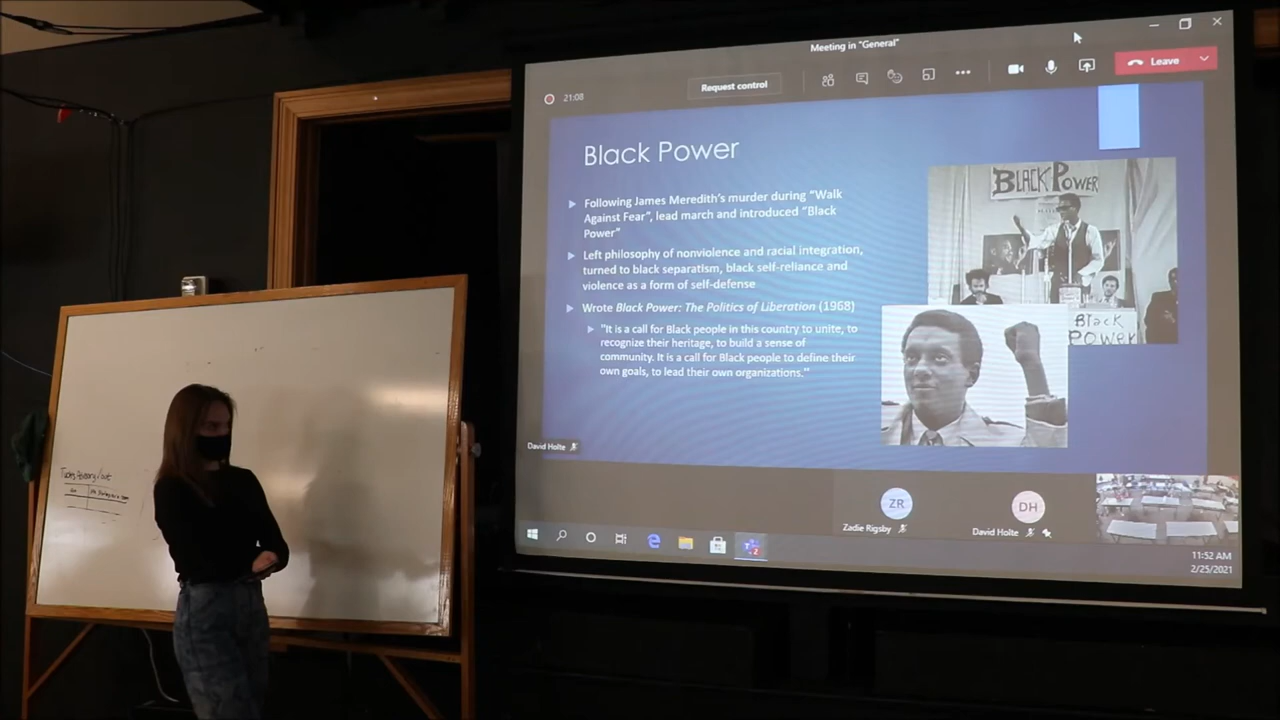 Meeting in "General"
21:08
Request control
Leave
Black Power
Following James Meredith's murder during "Walk
Against Fear", lead march and introduced "Black
Power"
Left philosophy of nonviolence and racial integration,
turned to black separatism, black self-reliance and
violence as a form of self-defense
Wrote Black Power: The Politics of Liberation (1968)
"It is a call for Black people in this country to unite, to
recognize their heritage, to build a sense of
community. It is a call for Black people to define their
own goals, to lead their own organizations."
BLACK POWER
Black
POWER
David Holte
ZR
Zadie Rigsby
DH
David Holte
11:52 AM
2/25/2021